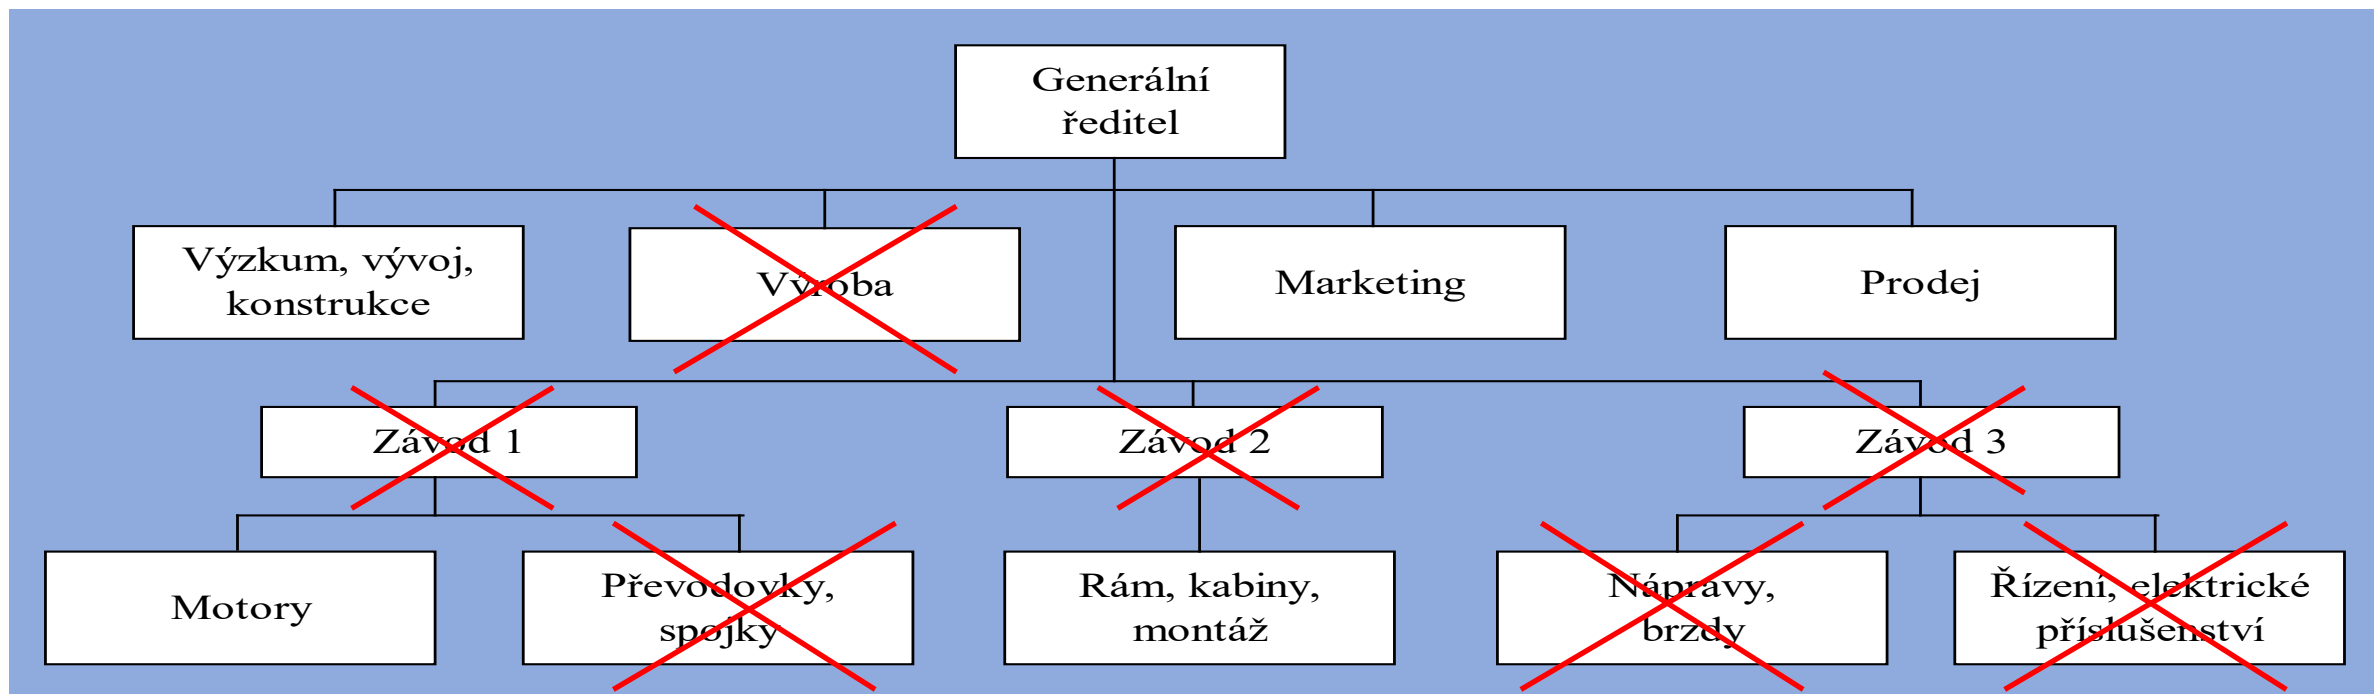 Generální
ředitel
Výzkum, vývoj,
konstrukce
Výroba
Marketing
Prodej
Závod 1
Závod 2
Závod 3
Motory
Převodovky,
spojky
Rám, kabiny,
montáž
Nápravy,
brzdy
Řízení, elektrické
příslušenství